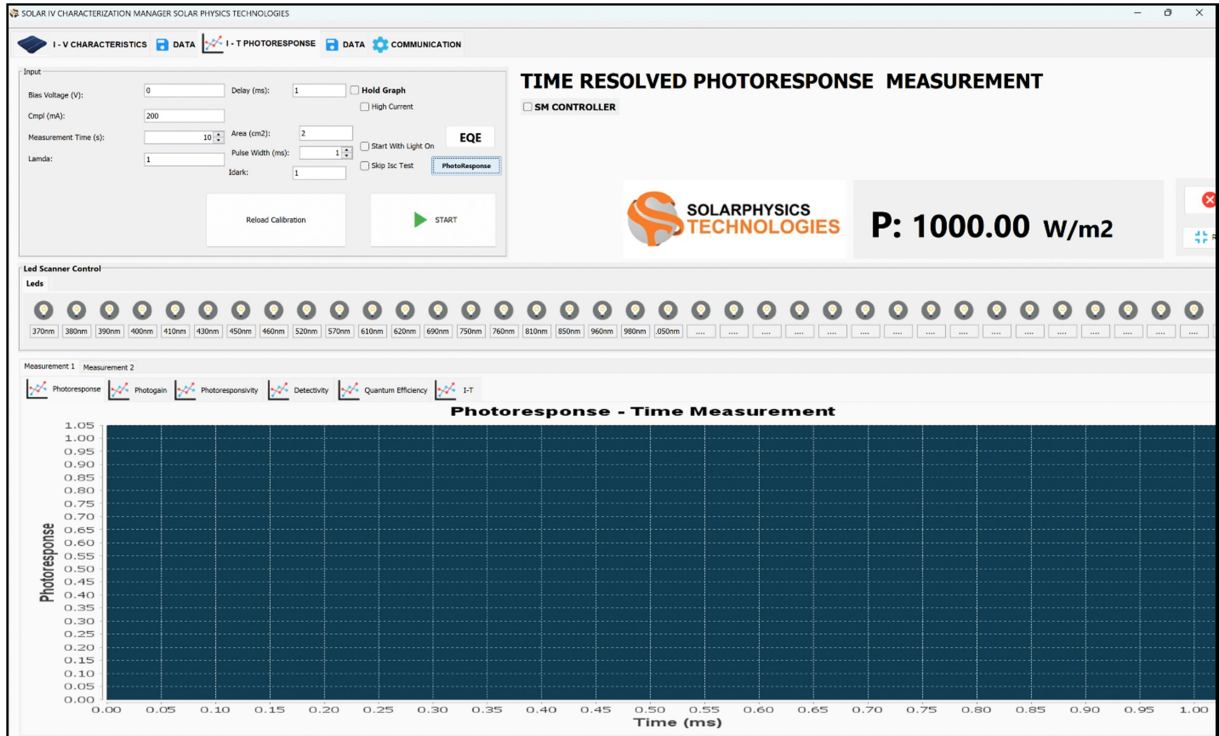 SOLAR IV CHARACTERIZATION MANAGER SOLAR PHYSICS TECHNOLOGIES
I - V CHARACTERISTICS DATA I - T PHOTORESPONSE DATA COMMUNICATION
Input
Bias Voltage (V): 0 Delay (ms): 1 Hold Graph
High Current
Cmpl (mA): 200
Measurement Time (s): 10 Area (cm2): 2
Start With Light On EQE
Pulse Width (ms): 1
Lamda: 1 Skip Isc Test PhotoResponse
Idark: 1
Reload Calibration START
TIME RESOLVED PHOTORESPONSE MEASUREMENT
SM CONTROLLER
SOLARPHYSICS
TECHNOLOGIES
P: 1000.00 W/m2
Led Scanner Control
Leds
370nm 380nm 390nm 400nm 410nm 430nm 450nm 460nm 520nm 570nm 610nm 620nm 690nm 750nm 760nm 810nm 850nm 960nm 980nm .050nm .... .... .... .... .... .... .... .... .... .... .... .... .... .... .... ....
Measurement 1 Measurement 2
Photoresponse Photogain Photoresponsivity Detectivity Quantum Efficiency I-T
Photoresponse - Time Measurement
1.05
1.00
0.95
0.90
0.85
0.80
0.75
0.70
0.65
0.60
0.55
0.50
0.45
0.40
0.35
0.30
0.25
0.20
0.15
0.10
0.05
0.00
Photoresponse
0.00 0.05 0.10 0.15 0.20 0.25 0.30 0.35 0.40 0.45 0.50 0.55 0.60 0.65 0.70 0.75 0.80 0.85 0.90 0.95 1.00
Time (ms)